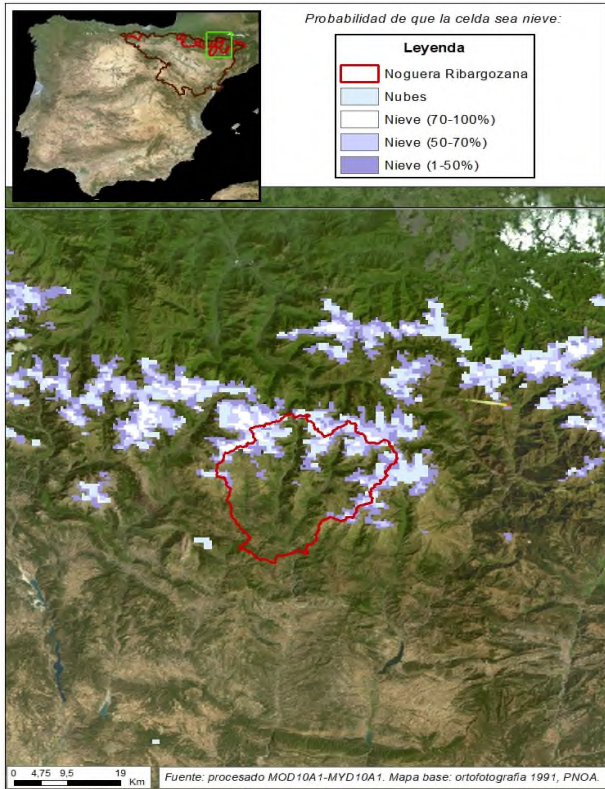 Probabilidad de que la celda sea nieve:
Leyenda
Noguera Ribargozana
Nubes
Nieve (70-100%)
Nieve (50-70%)
Nieve (1-50%)
0 4,75 9,5 19
Km
Fuente: procesado MOD10A1-MYD10A1. Mapa base: ortofotografía 1991, PNOA.